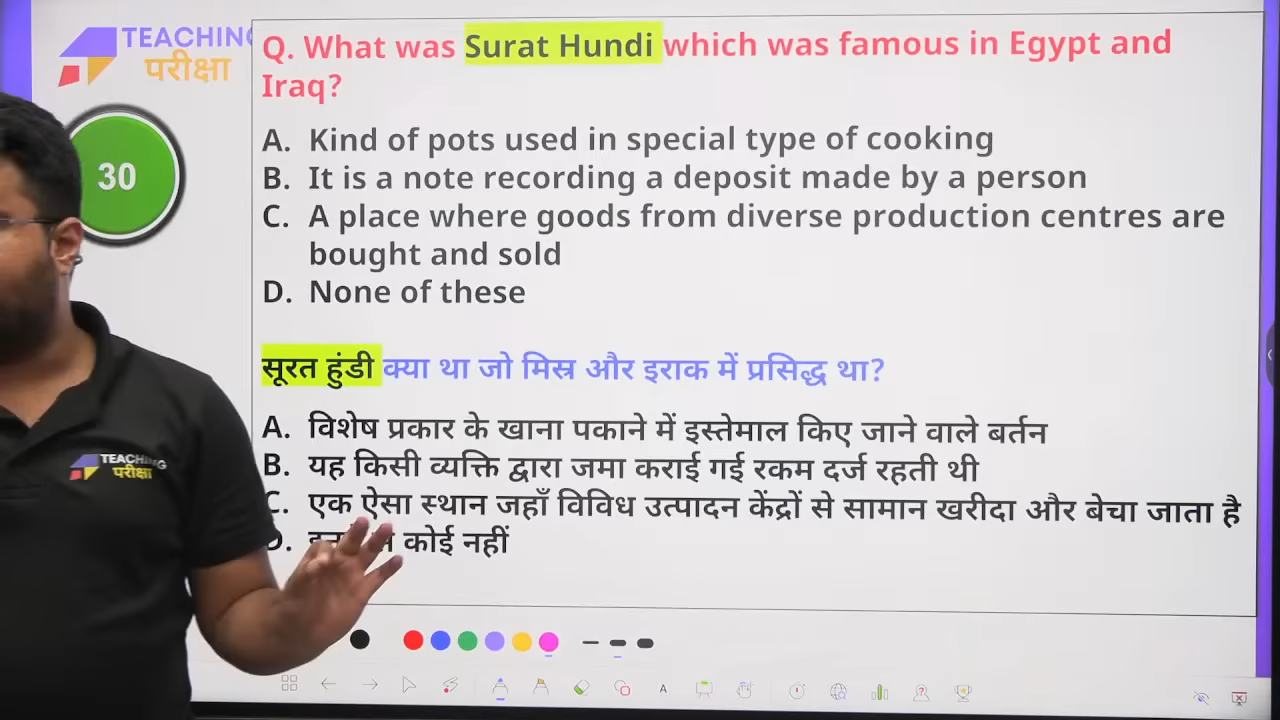 TEACHING
परीक्षा
30
Q. What was Surat Hundi which was famous in Egypt and
Iraq?
A. Kind of pots used in special type of cooking
B. It is a note recording a deposit made by a person
C. A place where goods from diverse production centres are
bought and sold
D. None of these
सूरत हुंडी क्या था जो मिस्र और इराक में प्रसिद्ध था?
A. विशेष प्रकार के खाना पकाने में इस्तेमाल किए जाने वाले बर्तन
B. यह किसी व्यक्ति द्वारा जमा कराई गई रकम दर्ज रहती थी
C. एक ऐसा स्थान जहाँ विविध उत्पादन केंद्रों से सामान खरीदा और बेचा जाता है
D. कोई नहीं
TEACHING
परीक्षा
A